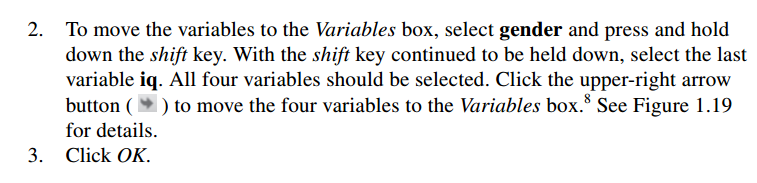 2. To move the variables to the Variables box, select gender and press and hold
down the shift key. With the shift key continued to be held down, select the last
variable iq. All four variables should be selected. Click the upper-right arrow
button ( ) to move the four variables to the Variables box.⁸ See Figure 1.19
for details.
3. Click OK.